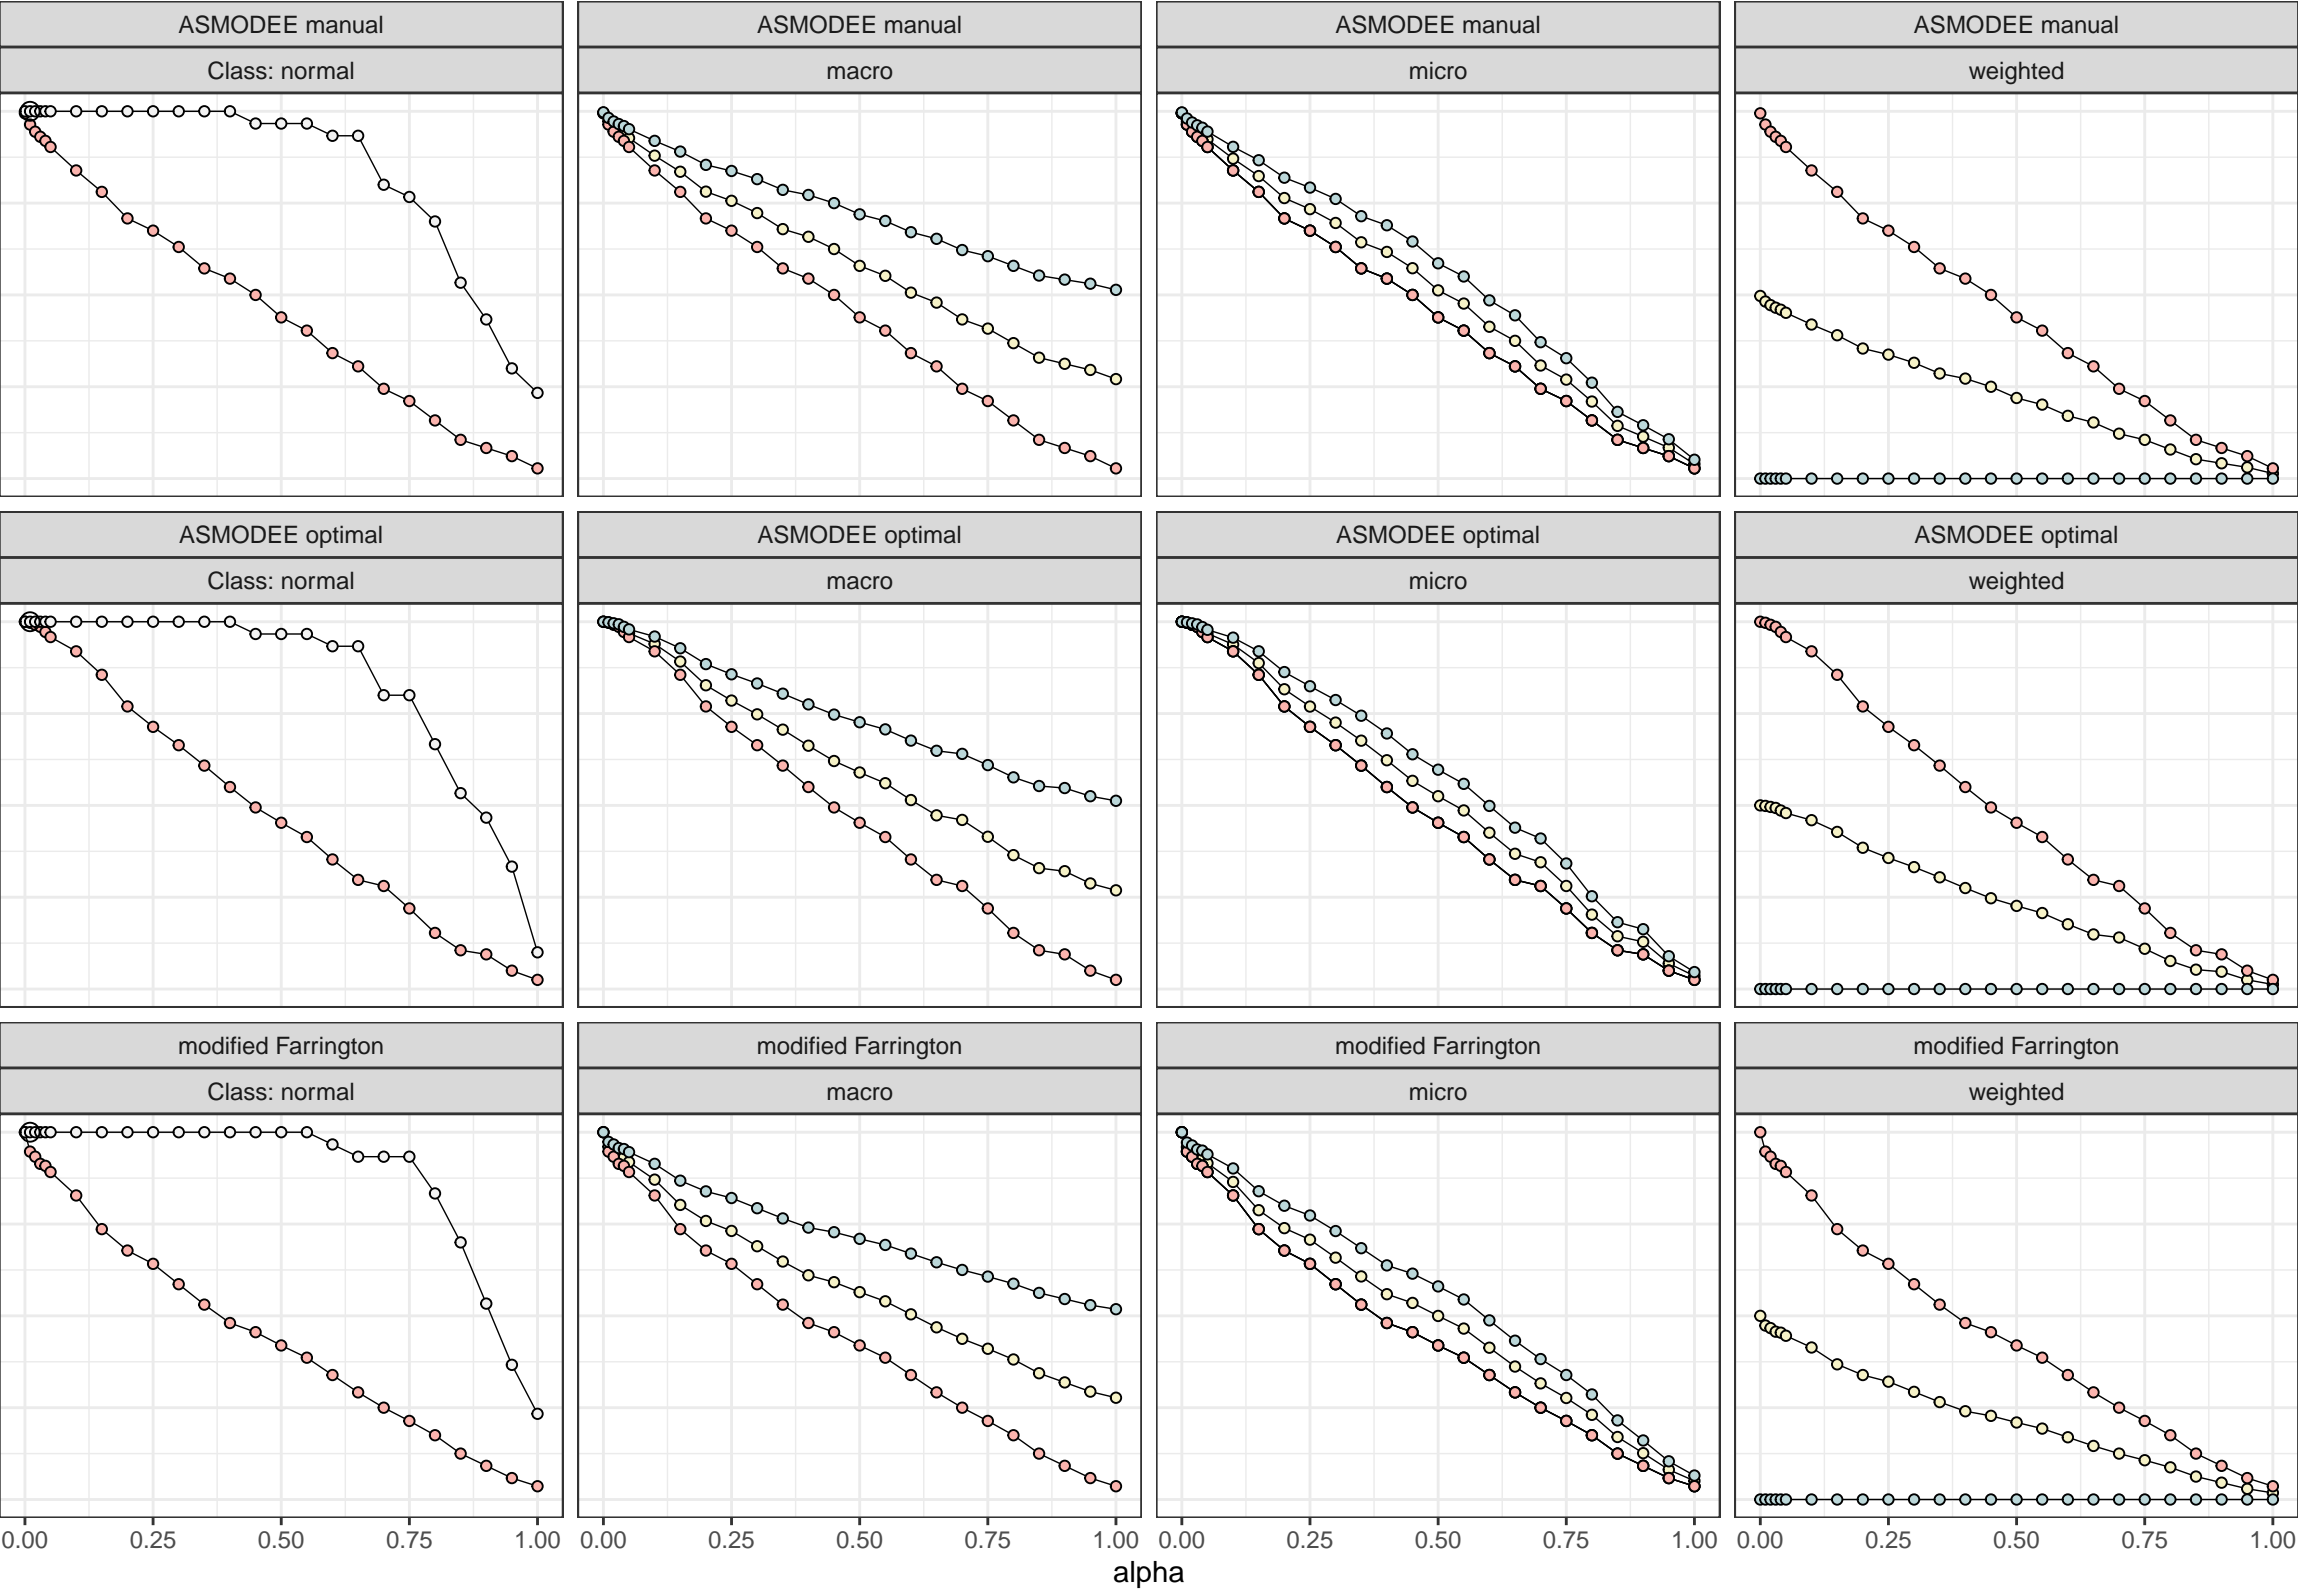 ASMODEE manual
ASMODEE manual
ASMODEE manual
ASMODEE manual
Class: normal
macro
micro
weighted
ASMODEE optimal
ASMODEE optimal
ASMODEE optimal
ASMODEE optimal
Class: normal
macro
micro
weighted
modified Farrington
modified Farrington
modified Farrington
modified Farrington
Class: normal
macro
micro
weighted
0.00 0.25 0.50 0.75 1.00
0.00 0.25 0.50 0.75 1.00
0.00 0.25 0.50 0.75 1.00
0.00 0.25 0.50 0.75 1.00
alpha